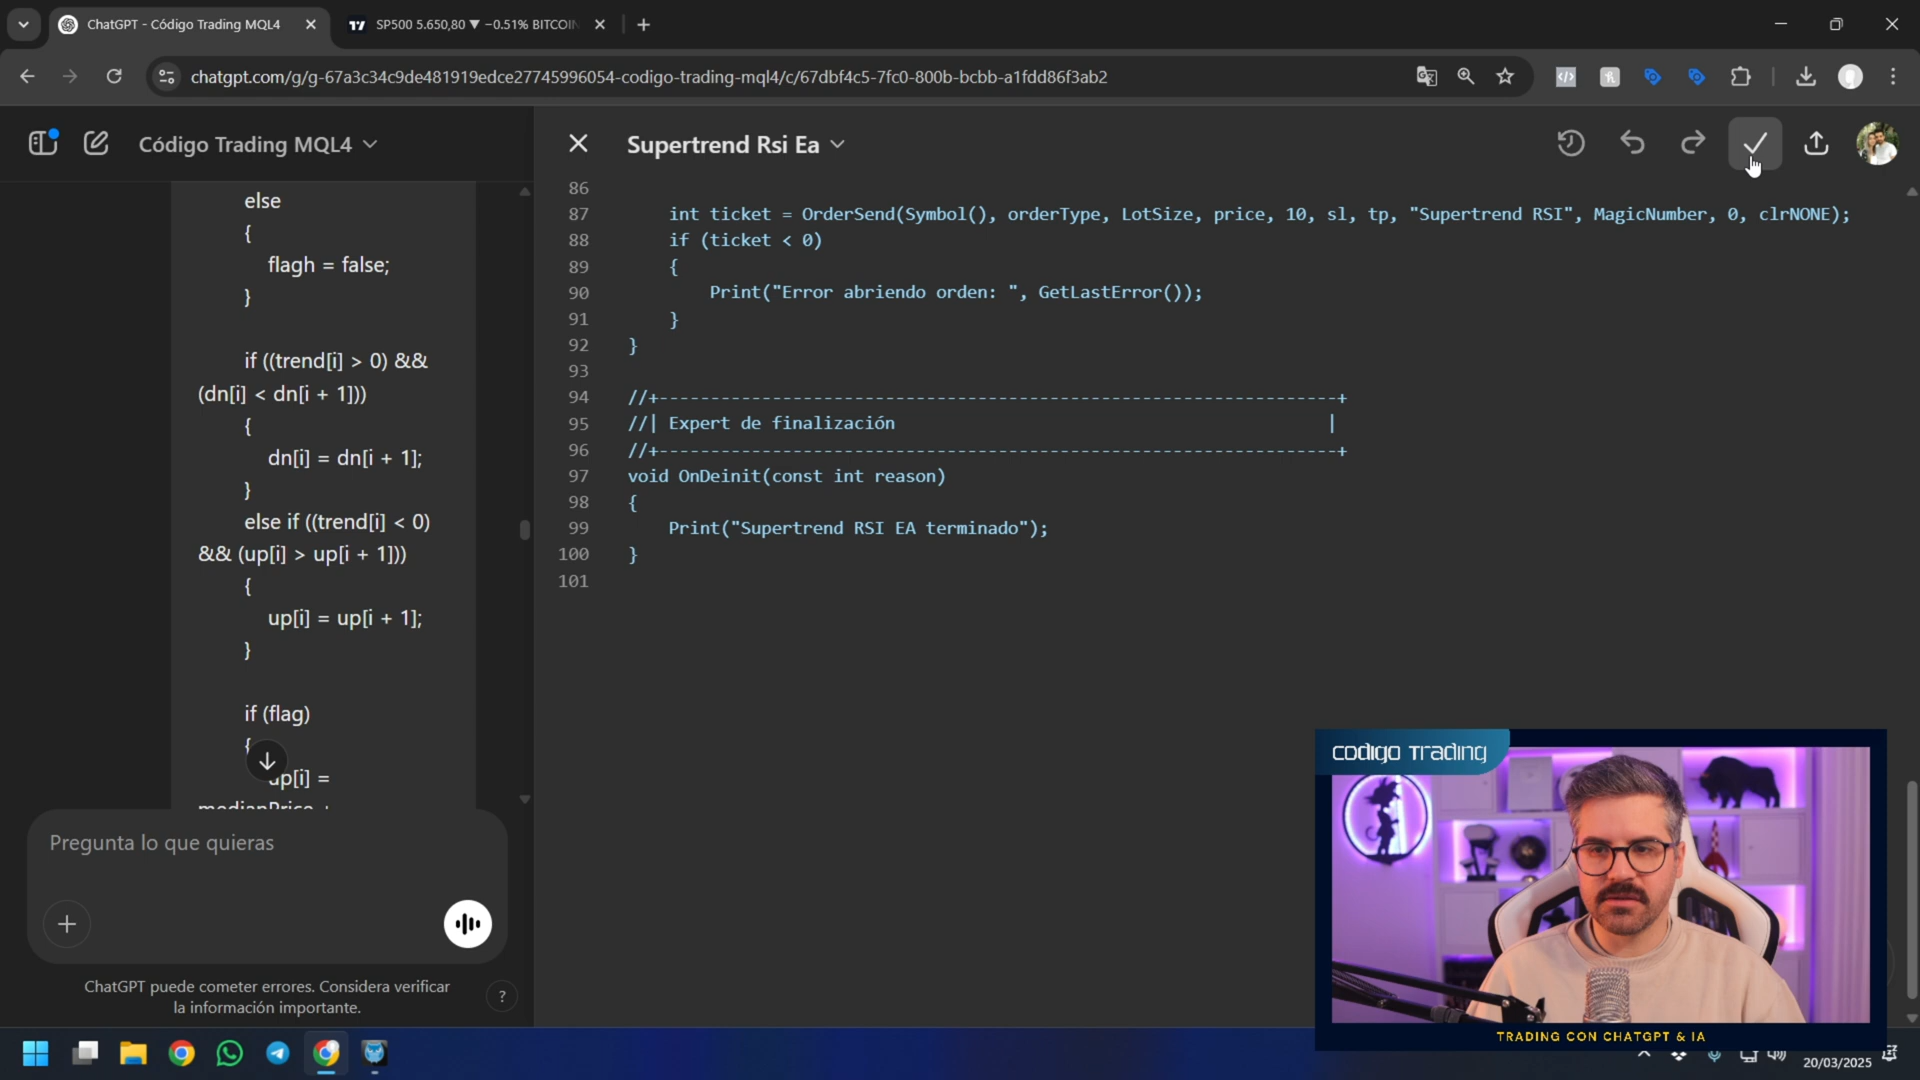 ChatGPT - Código Trading MQL4
SP500 5.650,80 ▼ −0.51% BITCOIN
chatgpt.com/g/g-67a3c34c9de481919edce27745996054-codigo-trading-mql4/c/67dbf4c5-7fc0-800b-bcbb-a1fdd86f3ab2
Código Trading MQL4
else
{
flagh = false;
}
if ((trend[i] > 0) &&
(dn[i] < dn[i + 1]))
{
dn[i] = dn[i + 1];
}
else if ((trend[i] < 0)
&& (up[i] > up[i + 1]))
{
up[i] = up[i + 1];
}
if (flag)
{
up[i] =
medianPrice +
Pregunta lo que quieras
ChatGPT puede cometer errores. Considera verificar
la información importante.
?
Supertrend Rsi Ea
86
87 int ticket = OrderSend(Symbol(), orderType, LotSize, price, 10, sl, tp, "Supertrend RSI", MagicNumber, 0, clrNONE);
88 if (ticket < 0)
89 {
90 Print("Error abriendo orden: ", GetLastError());
91 }
92 }
93
94 //+------------------------------------------------------------------+
95 //| Expert de finalización |
96 //+------------------------------------------------------------------+
97 void OnDeinit(const int reason)
98 {
99 Print("Supertrend RSI EA terminado");
100 }
101
codigo Trading
TRADING CON CHATGPT & IA
20/03/2025